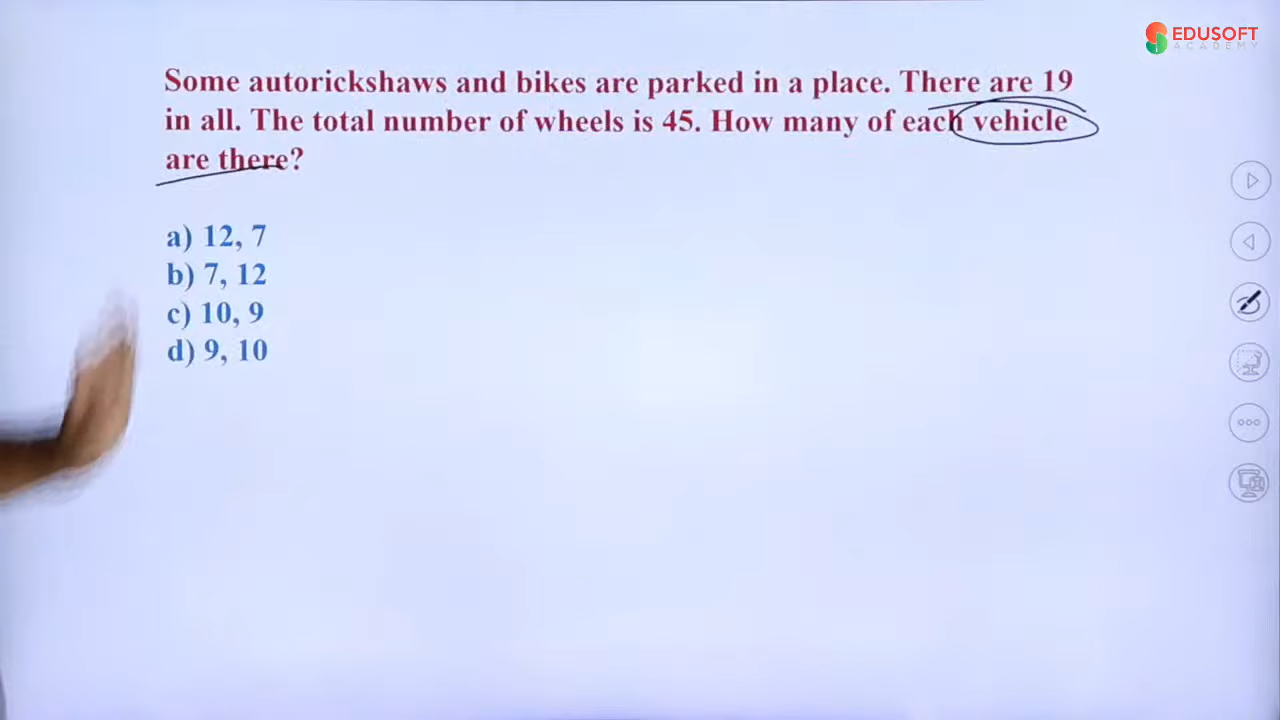 EDUSOFT
ACADEMY
Some autorickshaws and bikes are parked in a place. There are 19
in all. The total number of wheels is 45. How many of each vehicle
are there?
a) 12, 7
b) 7, 12
c) 10, 9
d) 9, 10